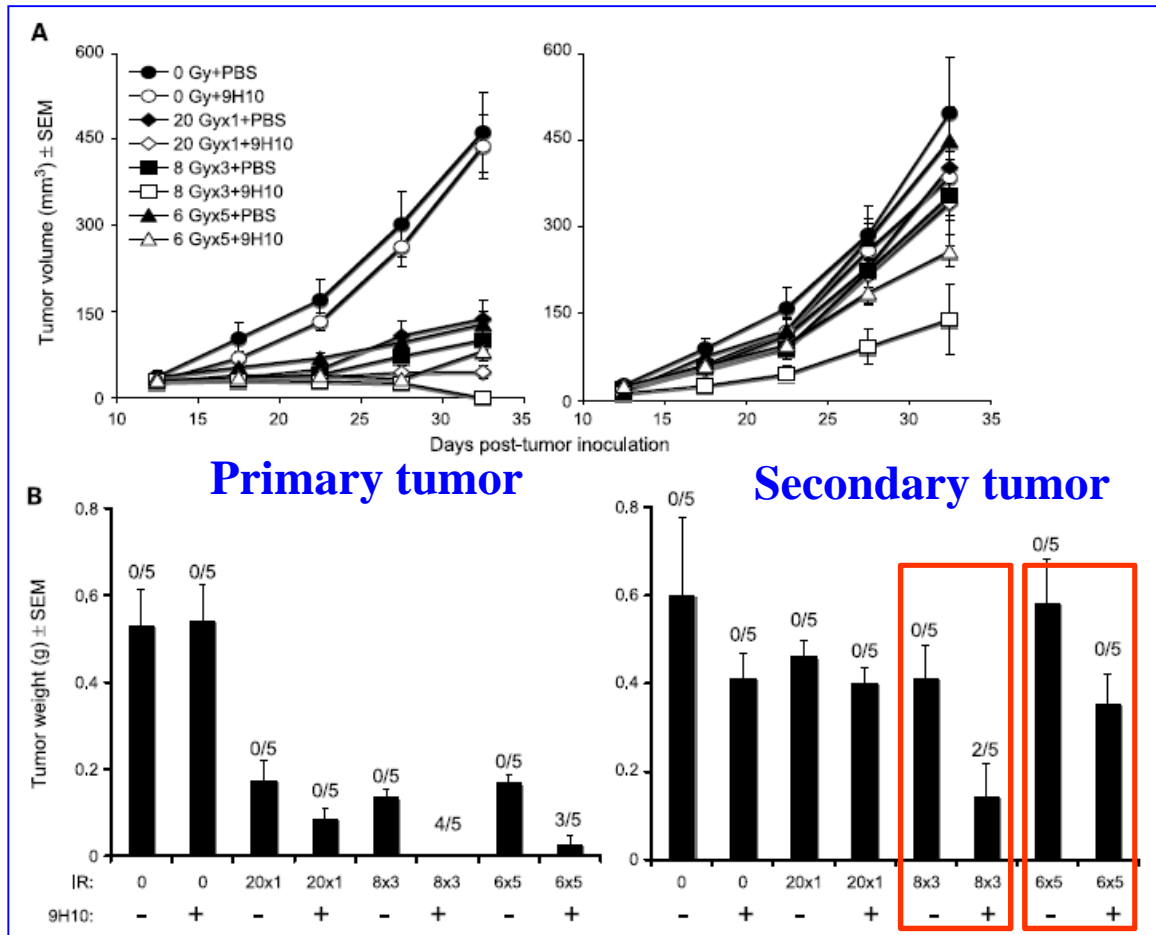 A
600
450
300
150
0
Tumor volume (mm³) ± SEM
0 Gy+PBS
0 Gy+9H10
20 Gyx1+PBS
20 Gyx1+9H10
8 Gyx3+PBS
8 Gyx3+9H10
6 Gyx5+PBS
6 Gyx5+9H10
10 15 20 25 30 35
600
450
300
150
0
10 15 20 25 30 35
Days post-tumor inoculation
Primary tumor
Secondary tumor
B
0.8
0.6
0.4
0.2
0
Tumor weight (g) ± SEM
0/5 0/5 0/5 0/5 0/5 4/5 0/5 3/5
IR: 0 0 20x1 20x1 8x3 8x3 6x5 6x5
9H10: - + - + - + - +
0.8
0.6
0.4
0.2
0
0/5 0/5 0/5 0/5 0/5 2/5 0/5 0/5
0 0 20x1 20x1 8x3 8x3 6x5 6x5
- + - + - + - +